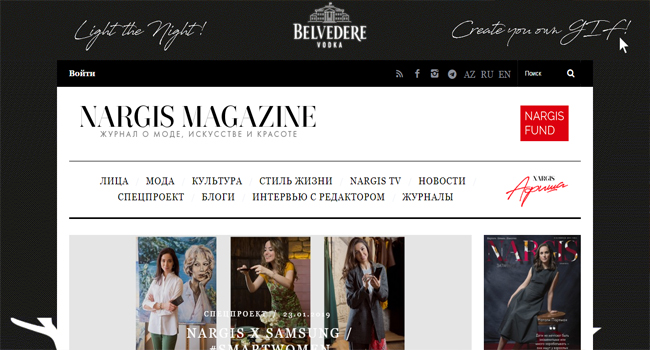 Light the Night !
BELVEDERE
VODKA
Create you own GIF!
Войти
AZ RU EN
Поиск
NARGIS MAGAZINE
ЖУРНАЛ О МОДЕ, ИСКУССТВЕ И КРАСОТЕ
NARGIS
FUND
ЛИЦА МОДА КУЛЬТУРА СТИЛЬ ЖИЗНИ NARGIS TV НОВОСТИ
СПЕЦПРОЕКТ БЛОГИ ИНТЕРВЬЮ С РЕДАКТОРОМ ЖУРНАЛЫ
NARGIS
Афиша
NARGIS
СПЕЦПРОЕКТ // 23.01.2019
NARGIS X SAMSUNG /
#SMARTWOMEN